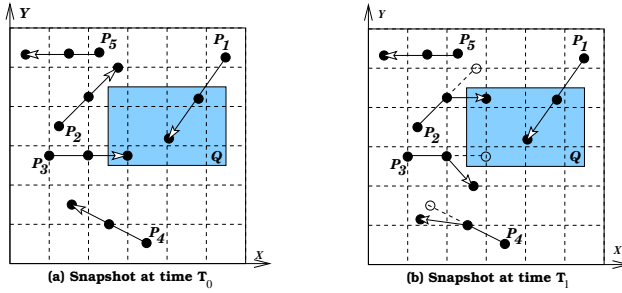 Y
P5
P1
P2
P3
Q
P4
X
(a) Snapshot at time T0
Y
P5
P1
P2
P3
Q
P4
X
(b) Snapshot at time T1